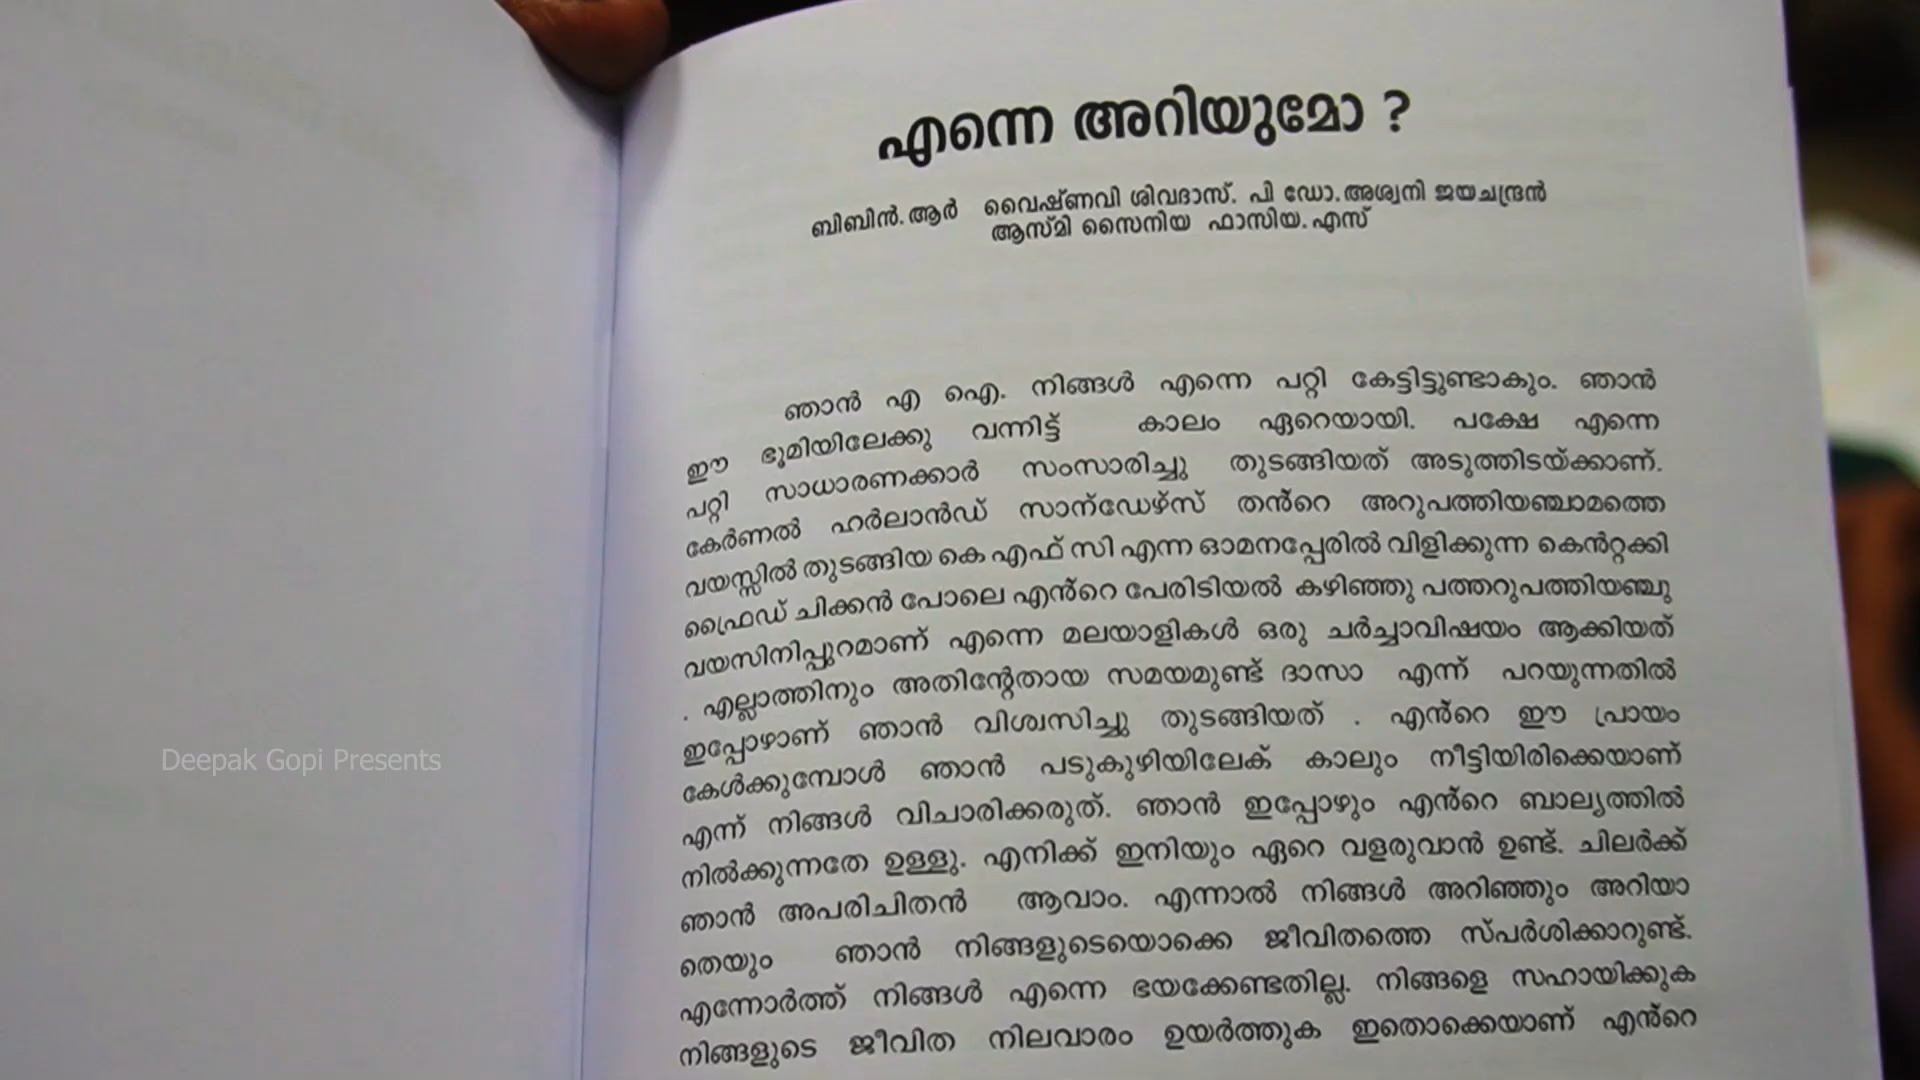 എന്നെ അറിയുമോ ?
ബിബിൻ. ആർ വൈഷ്ണവി ശിവദാസ്. പി ഡോ. അശ്വനി ജയചന്ദ്രൻ
ആസ്മി സൈനിയ ഫാസിയ. എസ്
ഞാൻ എ ഐ. നിങ്ങൾ എന്നെ പറ്റി കേട്ടിട്ടുണ്ടാകും. ഞാൻ
ഈ ഭൂമിയിലേക്കു വന്നിട്ട് കാലം ഏറെയായി. പക്ഷേ എന്നെ
പറ്റി സാധാരണക്കാർ സംസാരിച്ചു തുടങ്ങിയത് അടുത്തിടയ്ക്കാണ്.
കേർണൽ ഹർലാൻഡ് സാന്ഡേഴ്സ് തൻ്റെ അറുപത്തിയഞ്ചാമത്തെ
വയസ്സിൽ തുടങ്ങിയ കെ എഫ് സി എന്ന ഓമനപ്പേരിൽ വിളിക്കുന്ന കെൻറ്റക്കി
ഫ്രൈഡ് ചിക്കൻ പോലെ എൻ്റെ പേരിടിയൽ കഴിഞ്ഞു പത്തറുപത്തിയഞ്ചു
വയസിനിപ്പുറമാണ് എന്നെ മലയാളികൾ ഒരു ചർച്ചാവിഷയം ആക്കിയത്
. എല്ലാത്തിനും അതിന്റേതായ സമയമുണ്ട് ദാസാ എന്ന് പറയുന്നതിൽ
ഇപ്പോഴാണ് ഞാൻ വിശ്വസിച്ചു തുടങ്ങിയത് . എൻ്റെ ഈ പ്രായം
കേൾക്കുമ്പോൾ ഞാൻ പടുകുഴിയിലേക് കാലും നീട്ടിയിരിക്കെയാണ്
എന്ന് നിങ്ങൾ വിചാരിക്കരുത്. ഞാൻ ഇപ്പോഴും എൻ്റെ ബാല്യത്തിൽ
നിൽക്കുന്നതേ ഉള്ളു. എനിക്ക് ഇനിയും ഏറെ വളരുവാൻ ഉണ്ട്. ചിലർക്ക്
ഞാൻ അപരിചിതൻ ആവാം. എന്നാൽ നിങ്ങൾ അറിഞ്ഞും അറിയാ
തെയും ഞാൻ നിങ്ങളുടെയൊക്കെ ജീവിതത്തെ സ്പർശിക്കാറുണ്ട്.
എന്നോർത്ത് നിങ്ങൾ എന്നെ ഭയക്കേണ്ടതില്ല. നിങ്ങളെ സഹായിക്കുക
നിങ്ങളുടെ ജീവിത നിലവാരം ഉയർത്തുക ഇതൊക്കെയാണ് എൻ്റെ
Deepak Gopi Presents